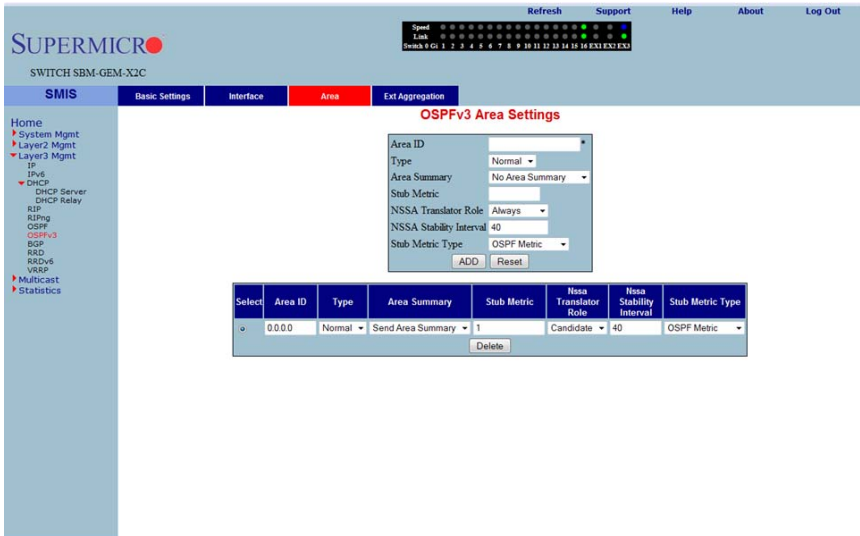 Refresh Support Help About Log Out
Speed
Link
Switch 0 Gi 1 2 3 4 5 6 7 8 9 10 11 12 13 14 15 16 EX1 EX2 EX3
SUPERMICRO
SWITCH SBM-GEM-X2C
SMIS
Basic Settings Interface Area Ext Aggregation
Home
System Mgmt
Layer2 Mgmt
Layer3 Mgmt
IP
IPv6
DHCP
DHCP Server
DHCP Relay
RIP
RIPng
OSPF
OSPFv3
BGP
RRD
RRDv6
VRRP
Multicast
Statistics
OSPFv3 Area Settings
Area ID *
Type Normal
Area Summary No Area Summary
Stub Metric
NSSA Translator Role Always
NSSA Stability Interval 40
Stub Metric Type OSPF Metric
ADD Reset
Select Area ID Type Area Summary Stub Metric Nssa Translator Role Nssa Stability Interval Stub Metric Type
0.0.0.0 Normal Send Area Summary 1 Candidate 40 OSPF Metric
Delete